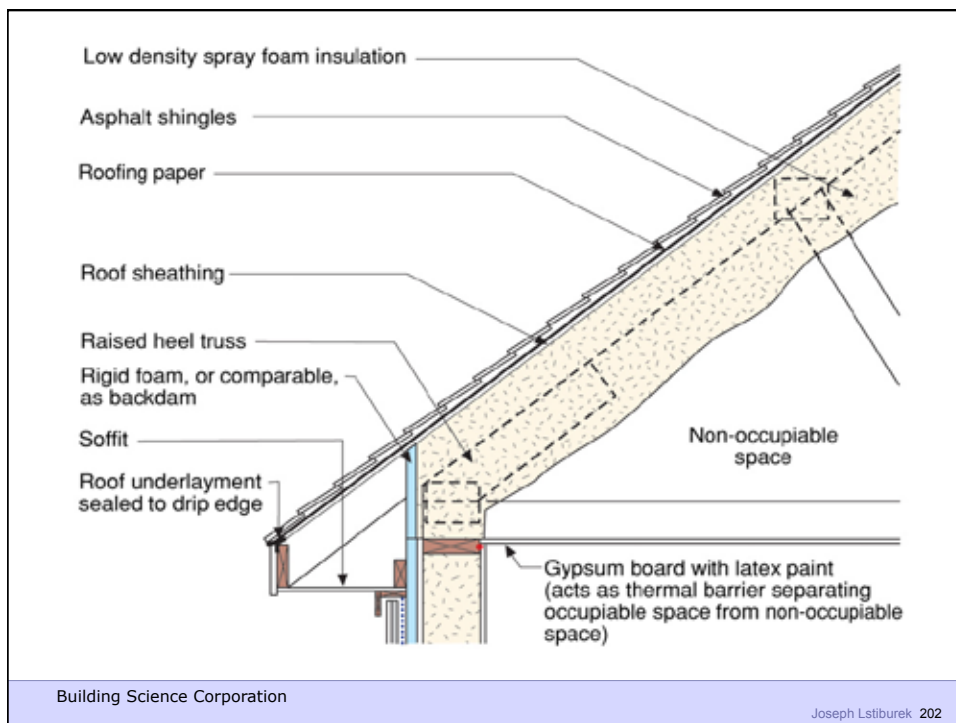 Low density spray foam insulation
Asphalt shingles
Roofing paper
Roof sheathing
Raised heel truss
Rigid foam, or comparable,
as backdam
Soffit
Roof underlayment
sealed to drip edge
Non-occupiable
space
Gypsum board with latex paint
(acts as thermal barrier separating
occupiable space from non-occupiable
space)
Building Science Corporation
Joseph Lstiburek 202